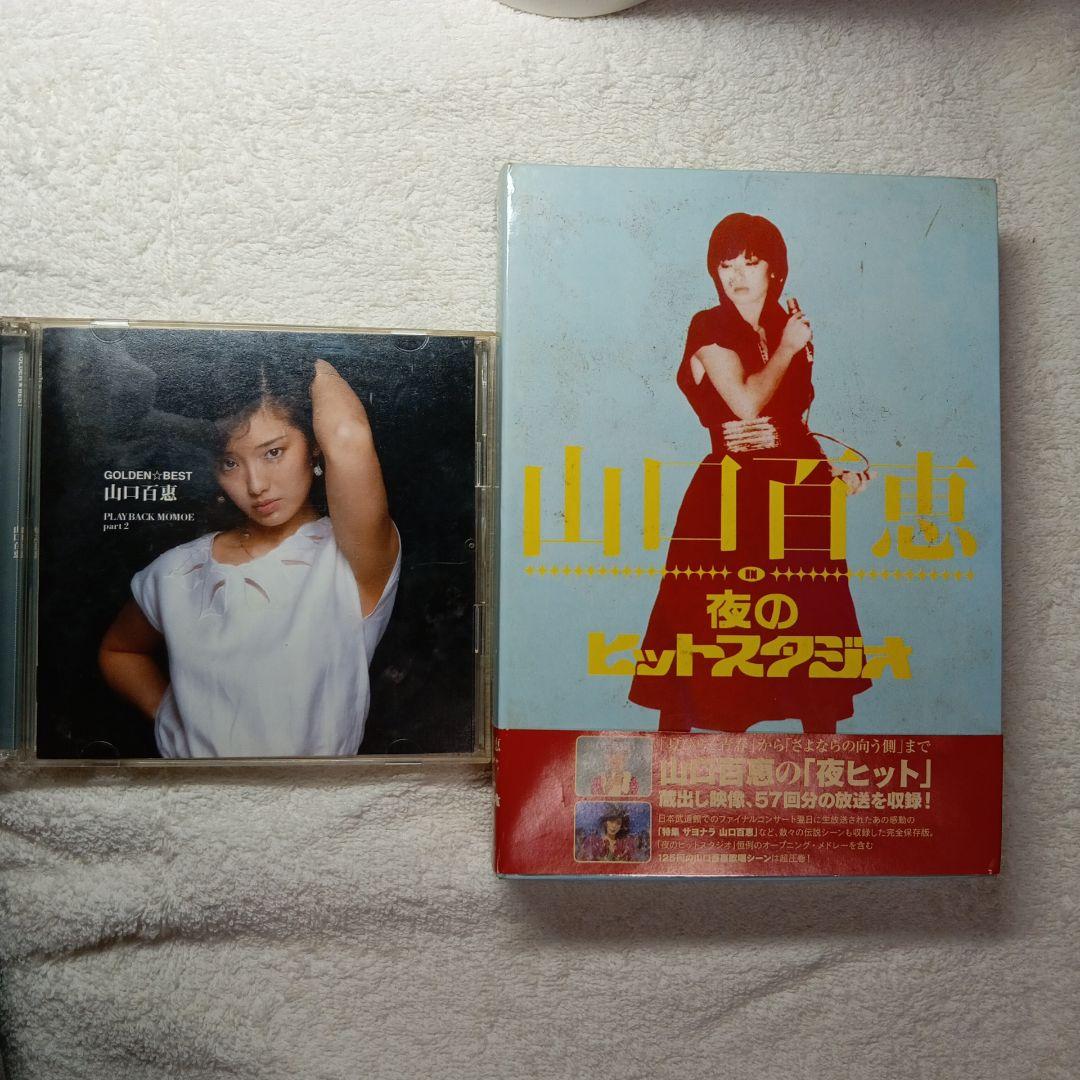 GOLDEN☆BEST
GOLDEN☆BEST
山口百恵
PLAYBACK MOMOE
part 2
山口百恵
山口百恵
IN
夜の
ヒットスタジオ
から「さよならの向う側」まで
山口百恵の「夜ヒット」
蔵出し映像、57回分の放送を収録！
日本武道館でのファイナルコンサート翌日に生放送されたあの感動の
「特集 サヨナラ 山口百恵」など、数々の伝説シーンも収録した完全保存版。
「夜のヒットスタジオ」恒例のオープニング・メドレーを含む
125回の山口百恵歌唱シーンは超圧巻！